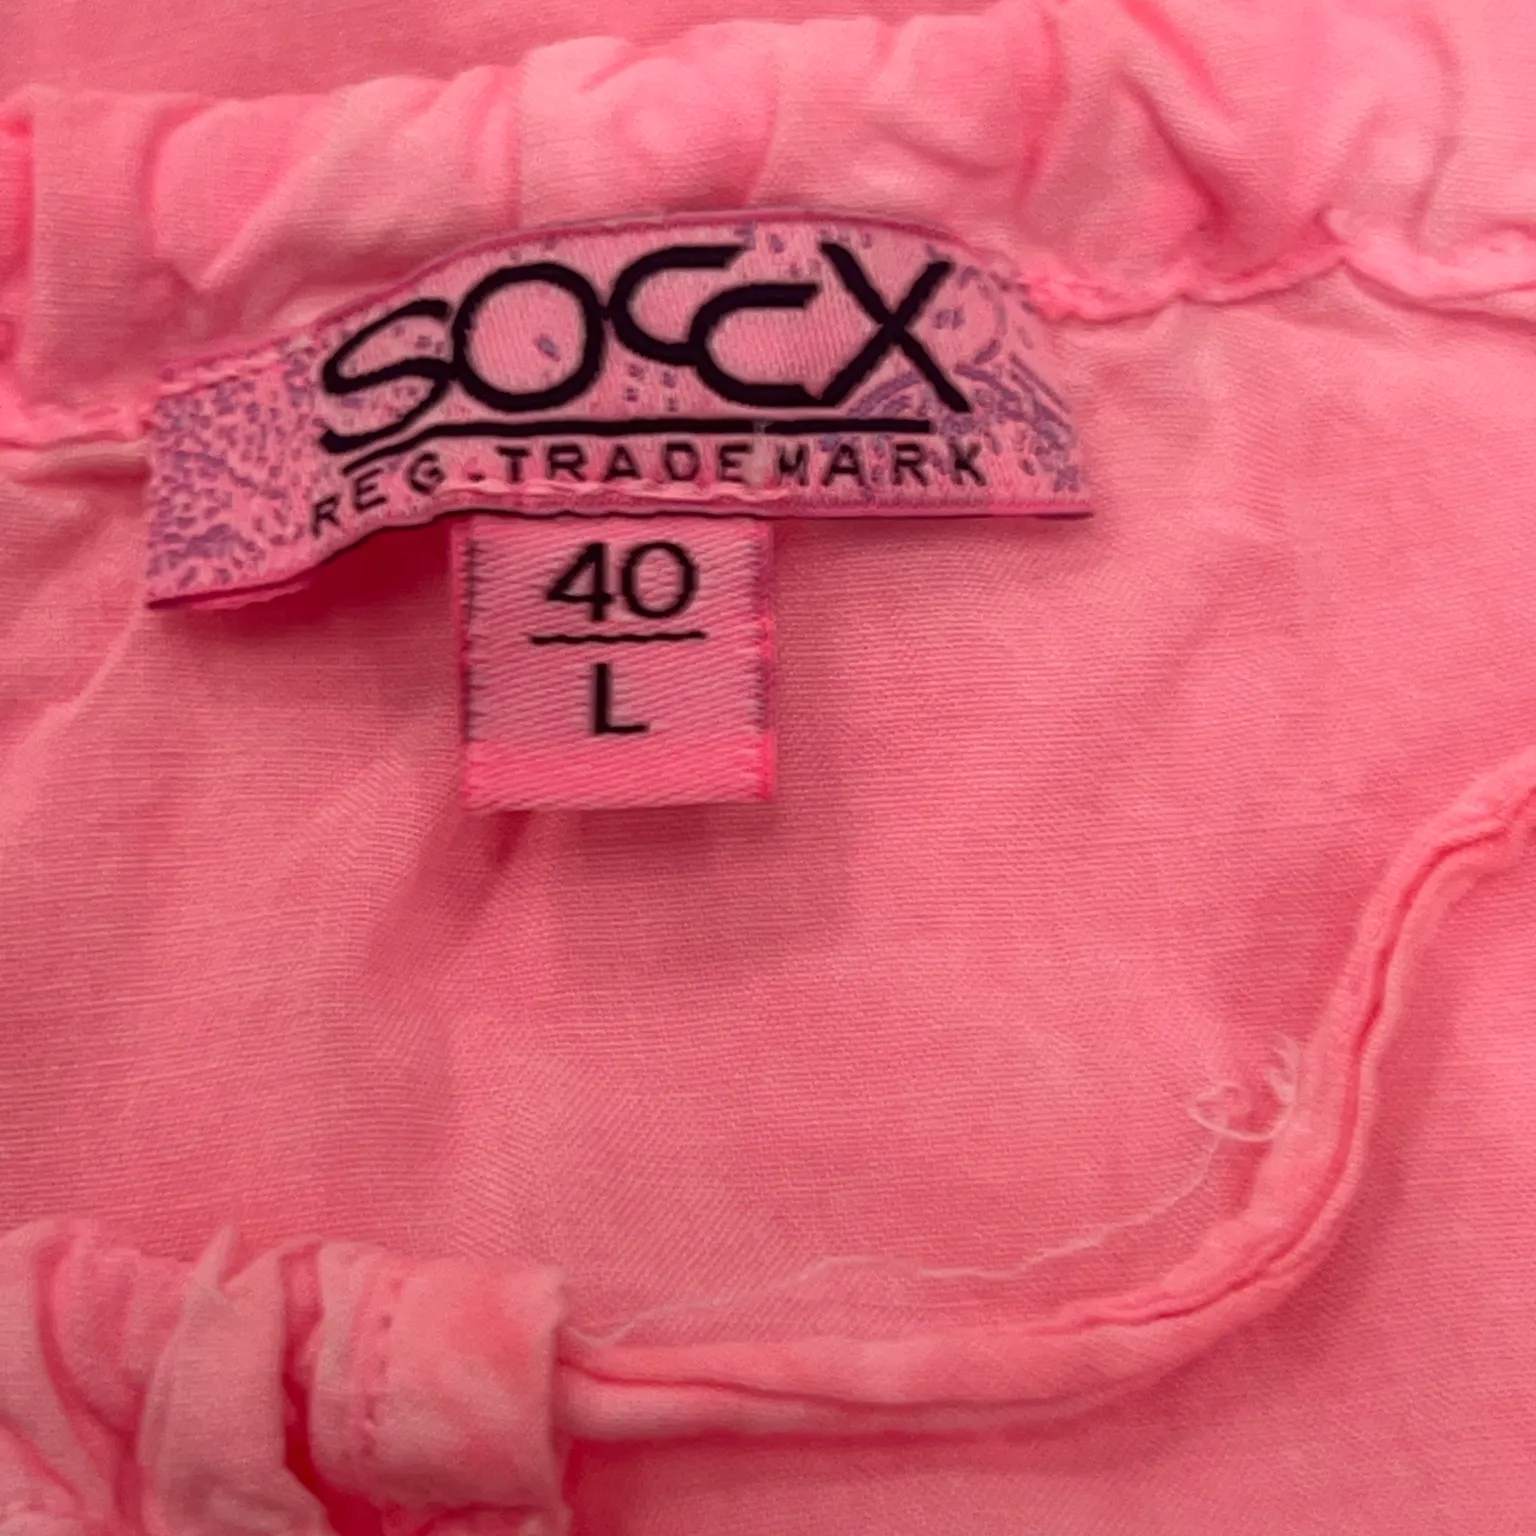 SOCCX
REG. TRADEMARK
40
L